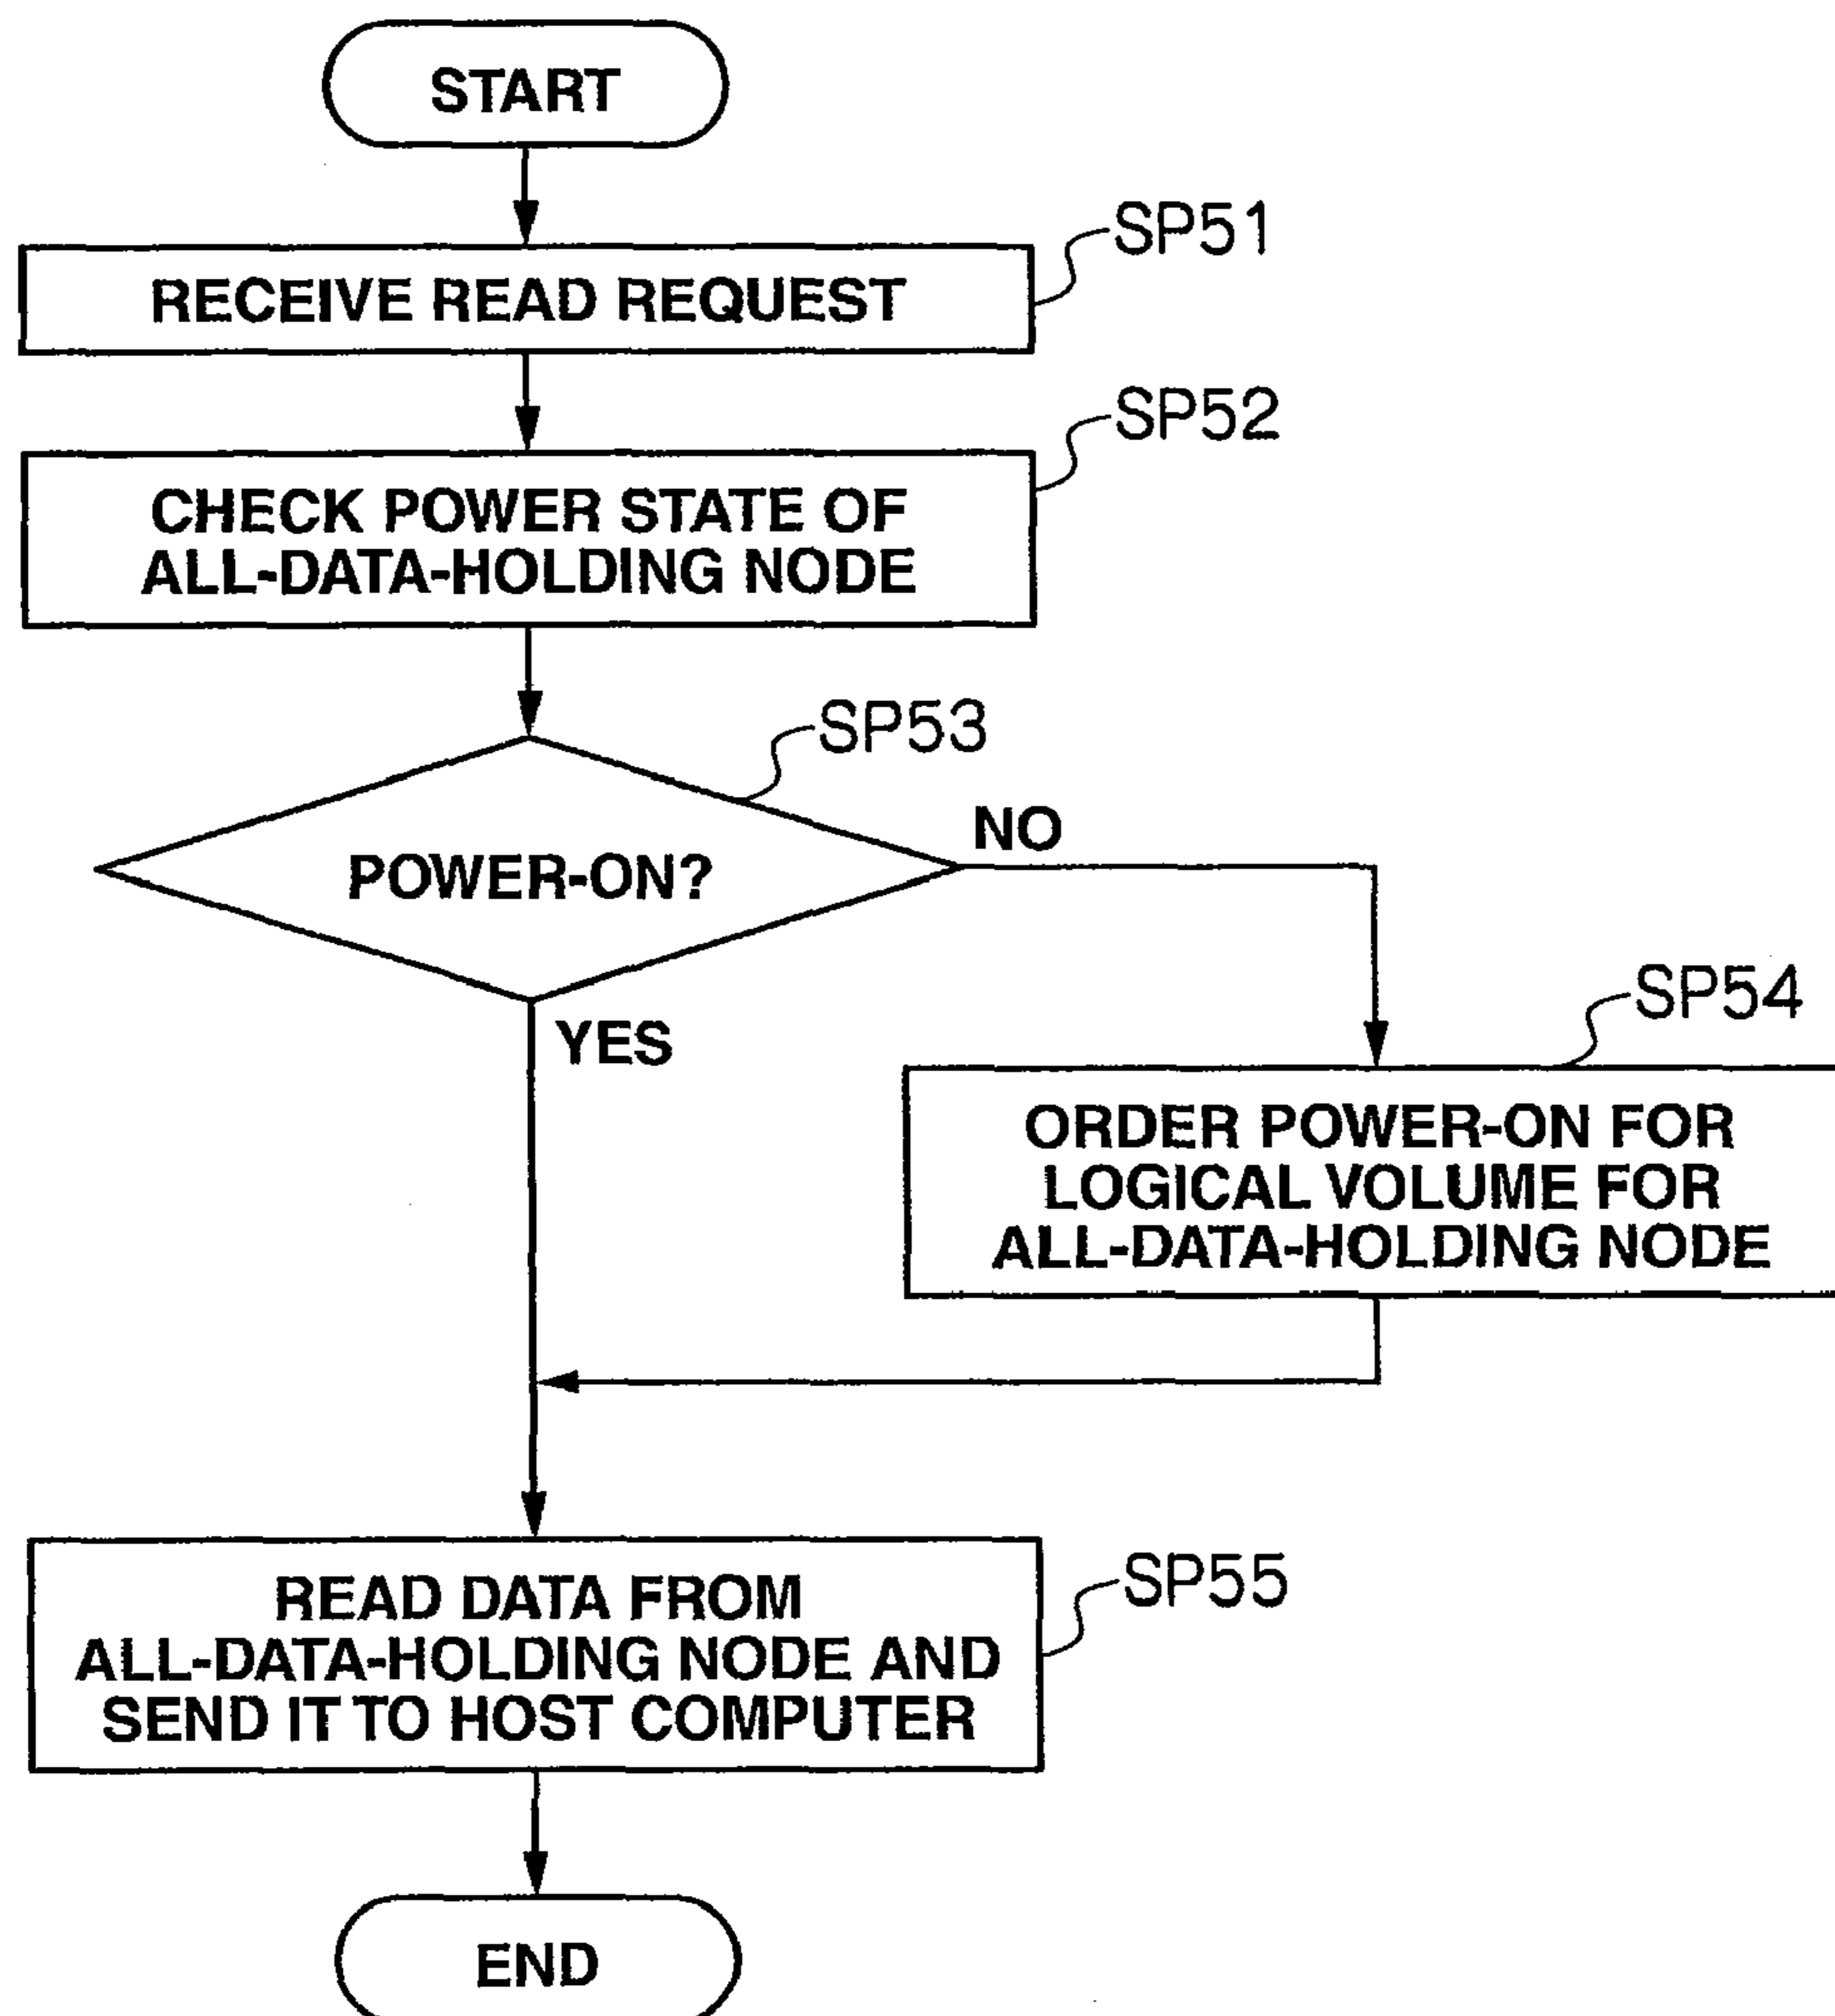 START
SP51
RECEIVE READ REQUEST
SP52
CHECK POWER STATE OF
ALL-DATA-HOLDING NODE
SP53
POWER-ON?
NO
YES
SP54
ORDER POWER-ON FOR
LOGICAL VOLUME FOR
ALL-DATA-HOLDING NODE
SP55
READ DATA FROM
ALL-DATA-HOLDING NODE AND
SEND IT TO HOST COMPUTER
END